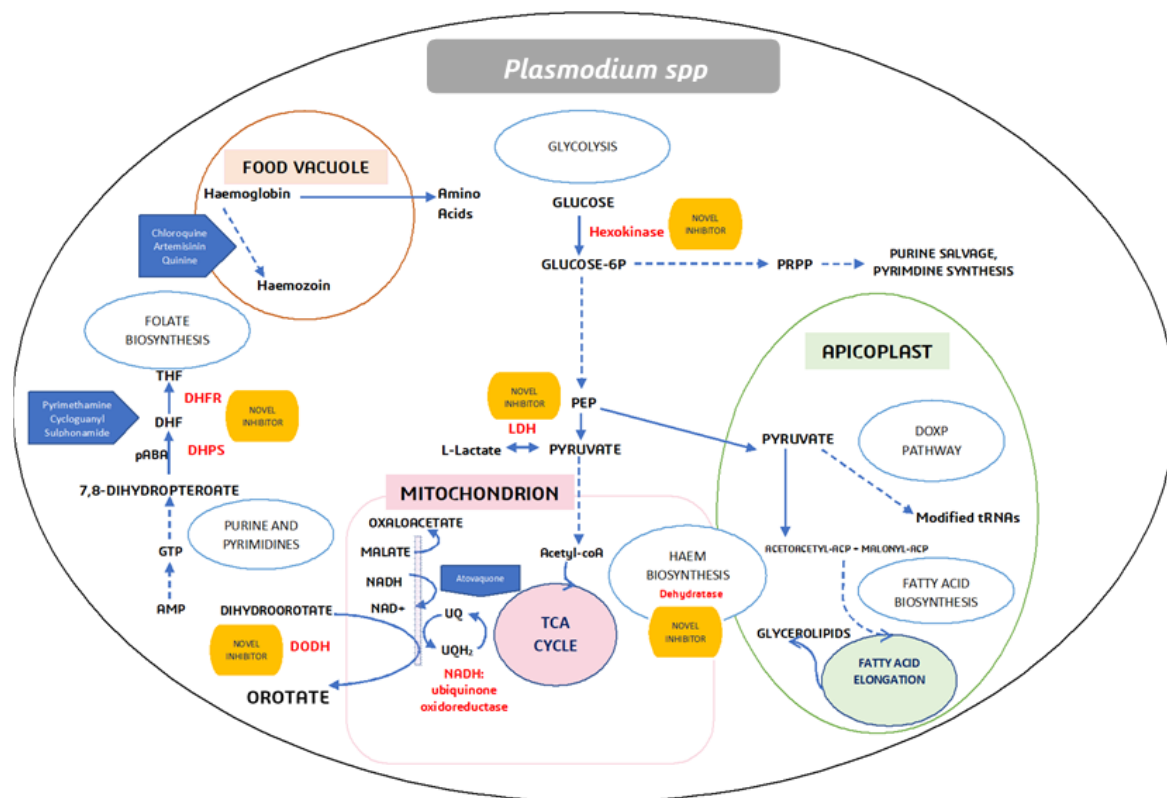 Plasmodium spp
GLYCOLYSIS
FOOD VACUOLE
Haemoglobin
Amino
Acids
Chloroquine
Artemisinin
Quinine
Haemozoin
GLUCOSE
Hexokinase
NOVEL
INHIBITOR
GLUCOSE-6P
PRPP
PURINE SALVAGE,
PYRIMDINE SYNTHESIS
FOLATE
BIOSYNTHESIS
THF
DHFR
Pyrimethamine
Cycloguanyl
Sulphonamide
DHF
NOVEL
INHIBITOR
DHPS
pABA
7,8-DIHYDROPTEROATE
PURINE AND
PYRIMIDINES
GTP
AMP
NOVEL
INHIBITOR
PEP
LDH
L-Lactate
PYRUVATE
APICOPLAST
PYRUVATE
DOXP
PATHWAY
Modified tRNAs
ACETOACETYL-ACP + MALONYL-ACP
FATTY ACID
BIOSYNTHESIS
GLYCEROLIPIDS
FATTY ACID
ELONGATION
MITOCHONDRION
OXALOACETATE
MALATE
NADH
NAD+
Atovaquone
Acetyl-coA
HAEM
BIOSYNTHESIS
Dehydratase
NOVEL
INHIBITOR
DIHYDROOROTATE
UQ
UQH₂
TCA
CYCLE
NOVEL
INHIBITOR
DODH
NADH:
ubiquinone
oxidoreductase
OROTATE